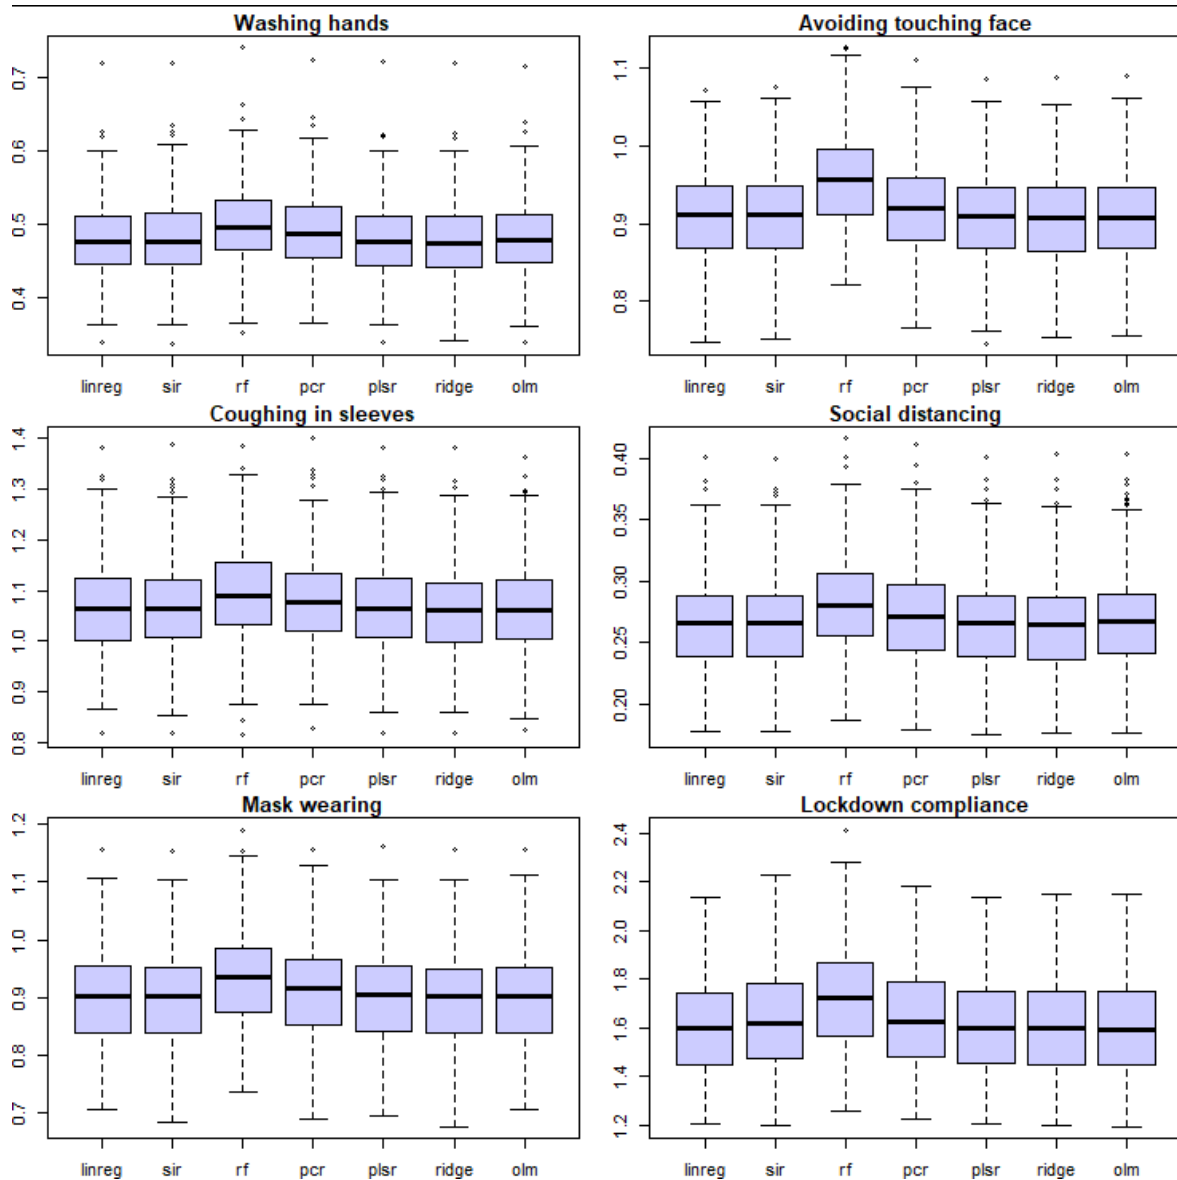 Washing hands
0.7
0.6
0.5
0.4
linreg sir rf pcr plsr ridge olm
Avoiding touching face
1.1
1.0
0.9
0.8
linreg sir rf pcr plsr ridge olm
Coughing in sleeves
1.4
1.3
1.2
1.1
1.0
0.9
0.8
linreg sir rf pcr plsr ridge olm
Social distancing
0.40
0.35
0.30
0.25
0.20
linreg sir rf pcr plsr ridge olm
Mask wearing
1.2
1.1
1.0
0.9
0.8
0.7
linreg sir rf pcr plsr ridge olm
Lockdown compliance
2.4
2.2
2.0
1.8
1.6
1.4
1.2
linreg sir rf pcr plsr ridge olm